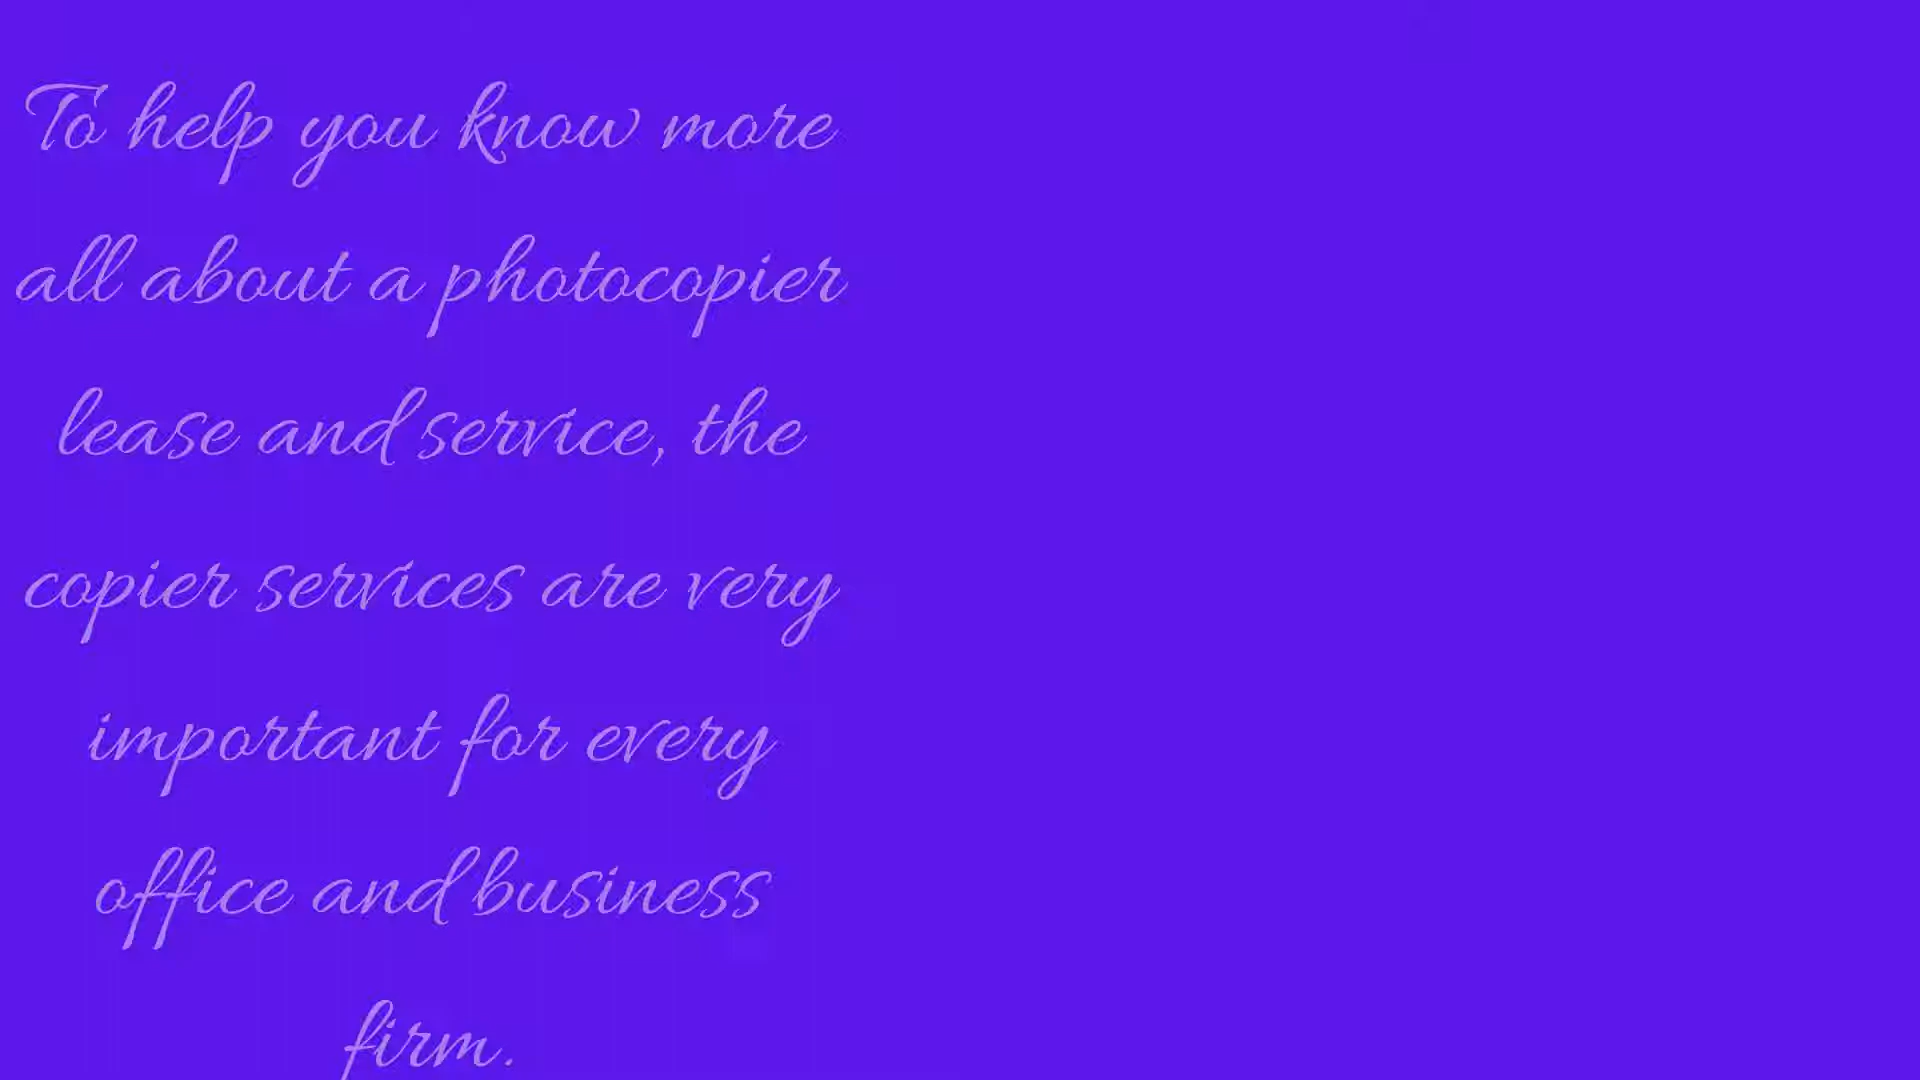 To help you know more
all about a photocopier
lease and service, the
copier services are very
important for every
office and business
firm.